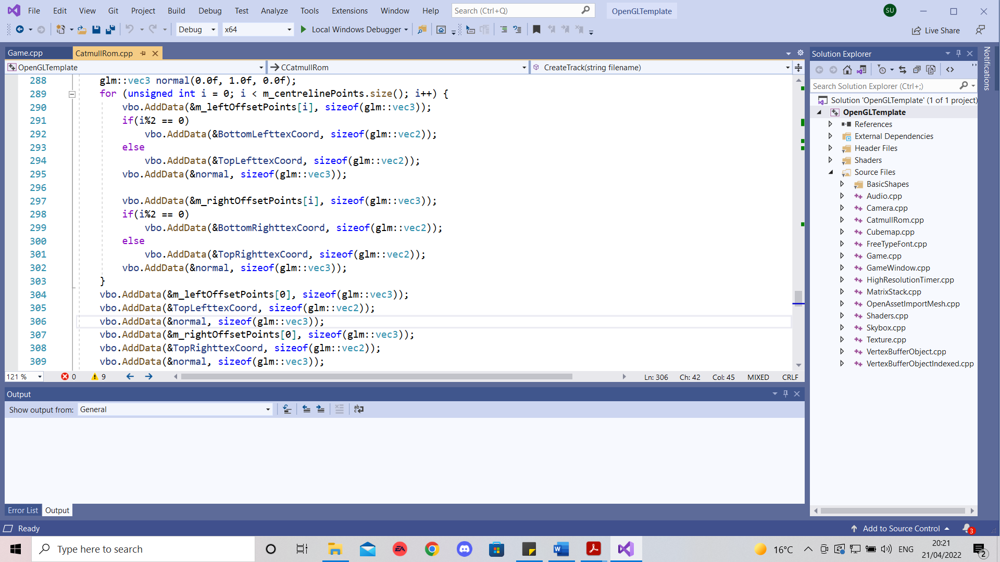 File Edit View Git Project Build Debug Test Analyze Tools Extensions Window Help Search (Ctrl+Q) OpenGLTemplate SU
Debug x64 Local Windows Debugger Live Share
Game.cpp CatmullRom.cpp
OpenGLTemplate CCatmullRom CreateTrack(string filename)
288 glm::vec3 normal(0.0f, 1.0f, 0.0f);
289 for (unsigned int i = 0; i < m_centrelinePoints.size(); i++) {
290 vbo.AddData(&m_leftOffsetPoints[i], sizeof(glm::vec3));
291 if(i%2 == 0)
292 vbo.AddData(&BottomLefttexCoord, sizeof(glm::vec2));
293 else
294 vbo.AddData(&TopLefttexCoord, sizeof(glm::vec2));
295 vbo.AddData(&normal, sizeof(glm::vec3));
296
297 vbo.AddData(&m_rightOffsetPoints[i], sizeof(glm::vec3));
298 if(i%2 == 0)
299 vbo.AddData(&BottomRighttexCoord, sizeof(glm::vec2));
300 else
301 vbo.AddData(&TopRighttexCoord, sizeof(glm::vec2));
302 vbo.AddData(&normal, sizeof(glm::vec3));
303 }
304 vbo.AddData(&m_leftOffsetPoints[0], sizeof(glm::vec3));
305 vbo.AddData(&TopLefttexCoord, sizeof(glm::vec2));
306 vbo.AddData(&normal, sizeof(glm::vec3));
307 vbo.AddData(&m_rightOffsetPoints[0], sizeof(glm::vec3));
308 vbo.AddData(&TopRighttexCoord, sizeof(glm::vec2));
309 vbo.AddData(&normal, sizeof(glm::vec3));
121 % 0 9 Ln: 306 Ch: 42 Col: 45 MIXED CRLF
Output
Show output from: General
Error List Output
Solution Explorer
Search Solution Explorer (Ctrl+;)
Solution 'OpenGLTemplate' (1 of 1 project)
OpenGLTemplate
References
External Dependencies
Header Files
Shaders
Source Files
BasicShapes
Audio.cpp
Camera.cpp
CatmullRom.cpp
Cubemap.cpp
FreeTypeFont.cpp
Game.cpp
GameWindow.cpp
HighResolutionTimer.cpp
MatrixStack.cpp
OpenAssetImportMesh.cpp
Shaders.cpp
Skybox.cpp
Texture.cpp
VertexBufferObject.cpp
VertexBufferObjectIndexed.cpp
Notifications
Ready Add to Source Control 3
Type here to search EA 16°C ENG 20:21
21/04/2022 2